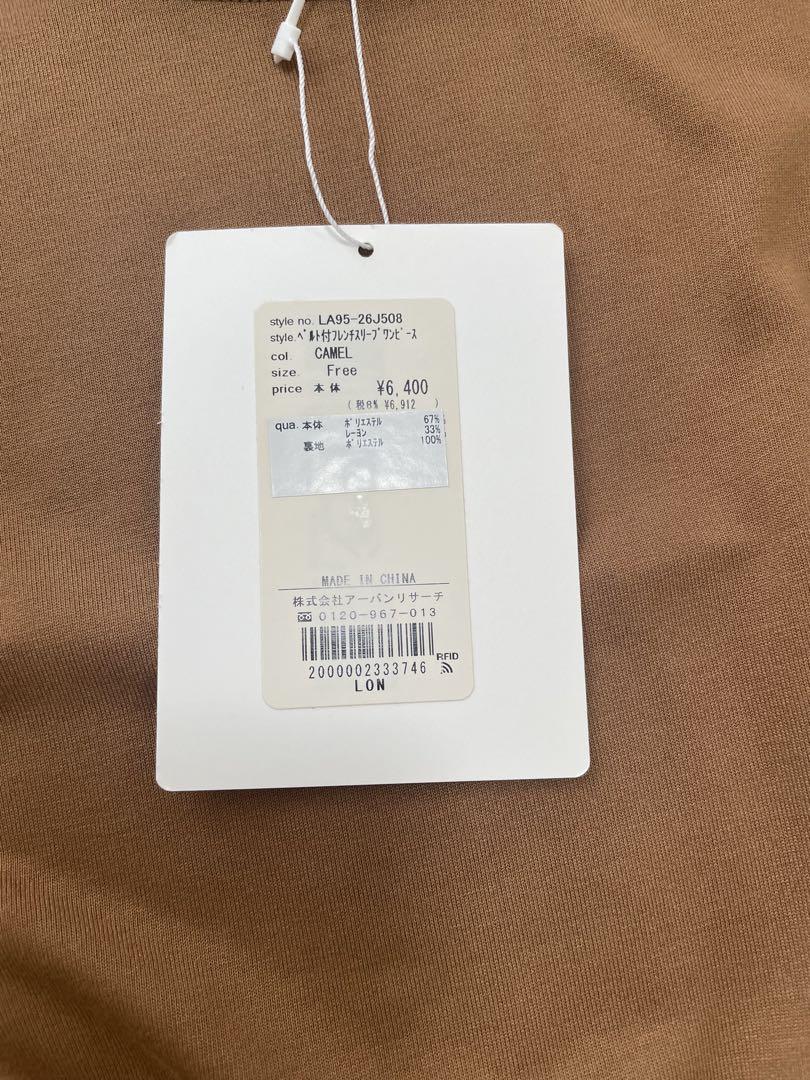 style no. LA95-26J508
style. ﾍﾞﾙﾄ付ﾌﾚﾝﾁｽﾘｰﾌﾞﾜﾝﾋﾟｰｽ
col. CAMEL
size. Free
price 本体 ¥6,400
(税8% ¥6,912 )
qua. 本体 ﾎﾟﾘｴｽﾃﾙ 67%
ﾚｰﾖﾝ 33%
裏地 ﾎﾟﾘｴｽﾃﾙ 100%
MADE IN CHINA
株式会社アーバンリサーチ
0120-967-013
RFID
2000002333746
LON